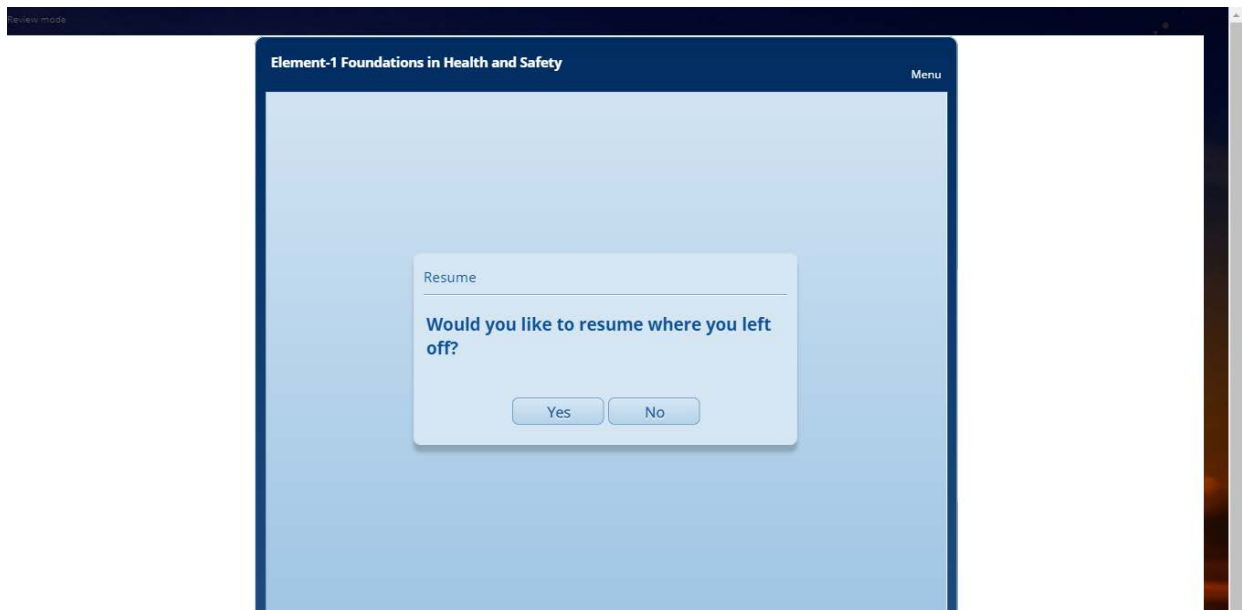 Review mode
Element-1 Foundations in Health and Safety
Menu
Resume
Would you like to resume where you left
off?
Yes
No